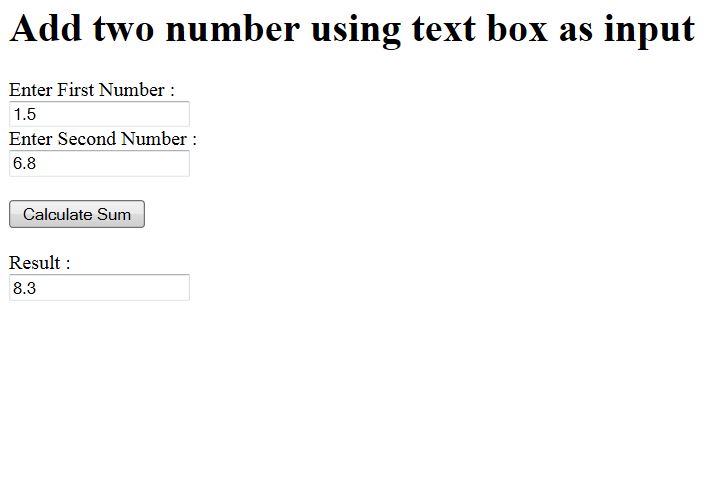 Add two number using text box as input
Enter First Number :
1.5
Enter Second Number :
6.8
Calculate Sum
Result :
8.3